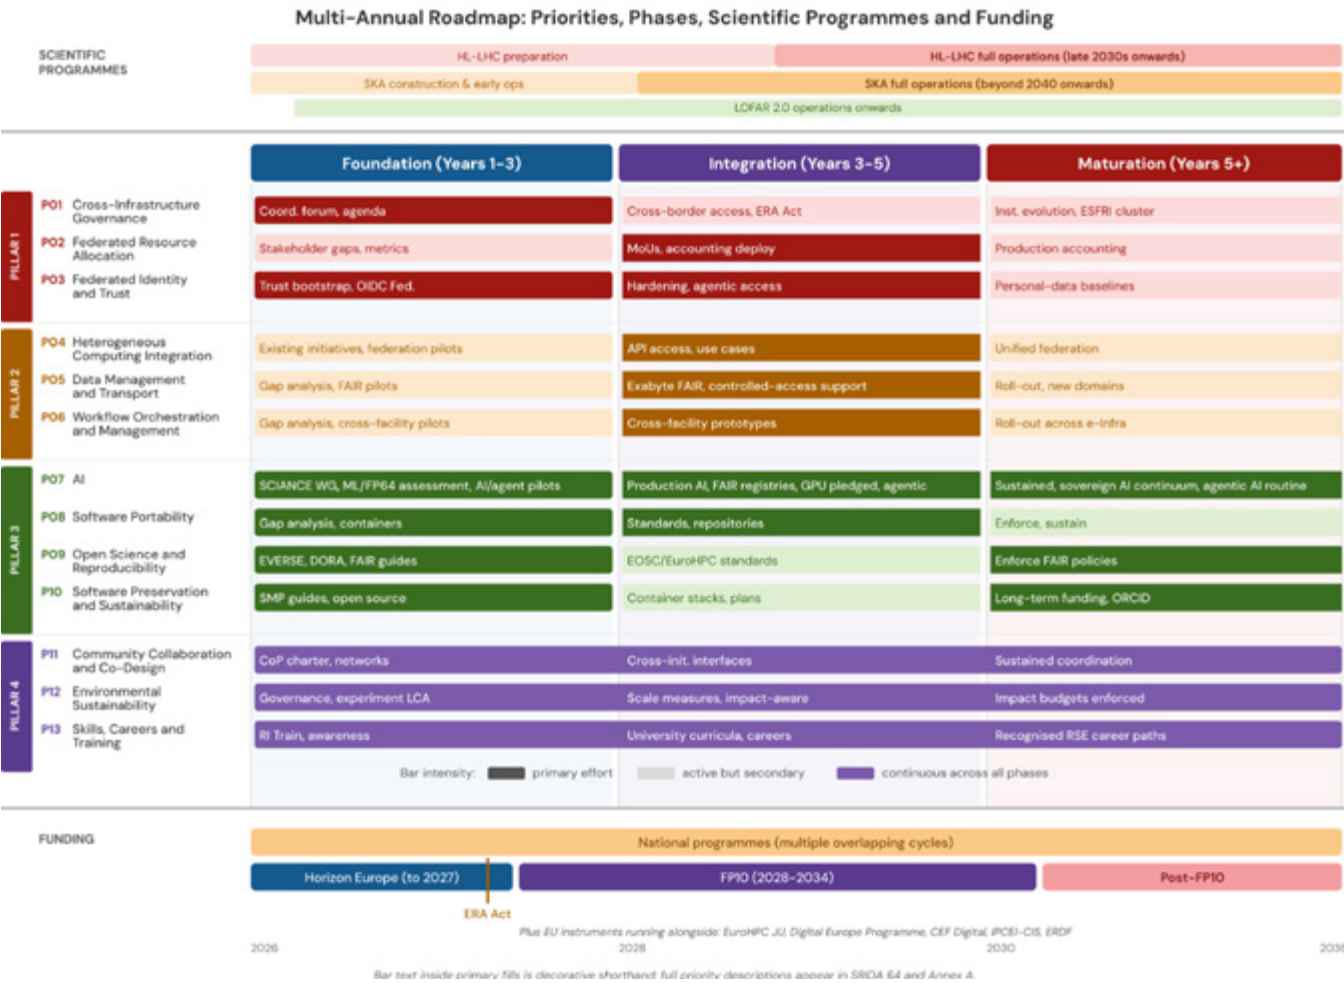 Multi-Annual Roadmap: Priorities, Phases, Scientific Programmes and Funding
SCIENTIFIC
PROGRAMMES
HL-LHC preparation
HL-LHC full operations (late 2030s onwards)
SKA construction & early ops
SKA full operations (beyond 2040 onwards)
LOFAR 2.0 operations onwards
Foundation (Years 1-3)
Integration (Years 3-5)
Maturation (Years 5+)
PILLAR 1
P01 Cross-Infrastructure
Governance
Coord. forum, agenda
Cross-border access, ERA Act
Inst. evolution, ESFRI cluster
P02 Federated Resource
Allocation
Stakeholder gaps, metrics
MoUs, accounting deploy
Production accounting
P03 Federated Identity
and Trust
Trust bootstrap, OIDC Fed.
Hardening, agentic access
Personal-data baselines
PILLAR 2
P04 Heterogeneous
Computing Integration
Existing initiatives, federation pilots
API access, use cases
Unified federation
P05 Data Management
and Transport
Gap analysis, FAIR pilots
Exabyte FAIR, controlled-access support
Roll-out, new domains
P06 Workflow Orchestration
and Management
Gap analysis, cross-facility pilots
Cross-facility prototypes
Roll-out across e-Infra
PILLAR 3
P07 AI
SCIANCE WG, ML/FP64 assessment, AI/agent pilots
Production AI, FAIR registries, GPU pledged, agentic
Sustained, sovereign AI continuum, agentic AI routine
P08 Software Portability
Gap analysis, containers
Standards, repositories
Enforce, sustain
P09 Open Science and
Reproducibility
EVERSE, DORA, FAIR guides
EOSC/EuroHPC standards
Enforce FAIR policies
P10 Software Preservation
and Sustainability
SMP guides, open source
Container stacks, plans
Long-term funding, ORCID
PILLAR 4
P11 Community Collaboration
and Co-Design
CoP charter, networks
Cross-init. interfaces
Sustained coordination
P12 Environmental
Sustainability
Governance, experiment LCA
Scale measures, impact-aware
Impact budgets enforced
P13 Skills, Careers and
Training
RI Train, awareness
University curricula, careers
Recognised RSE career paths
Bar intensity: primary effort active but secondary continuous across all phases
FUNDING
National programmes (multiple overlapping cycles)
Horizon Europe (to 2027)
FP10 (2028-2034)
Post-FP10
ERA Act
Plus EU instruments running alongside: EuroHPC JU, Digital Europe Programme, CEF Digital, IPCEI-CIS, ERDF
2026
2028
2030
Bar text inside primary fills is decorative shorthand; full priority descriptions appear in SRIDA 64 and Annex A.